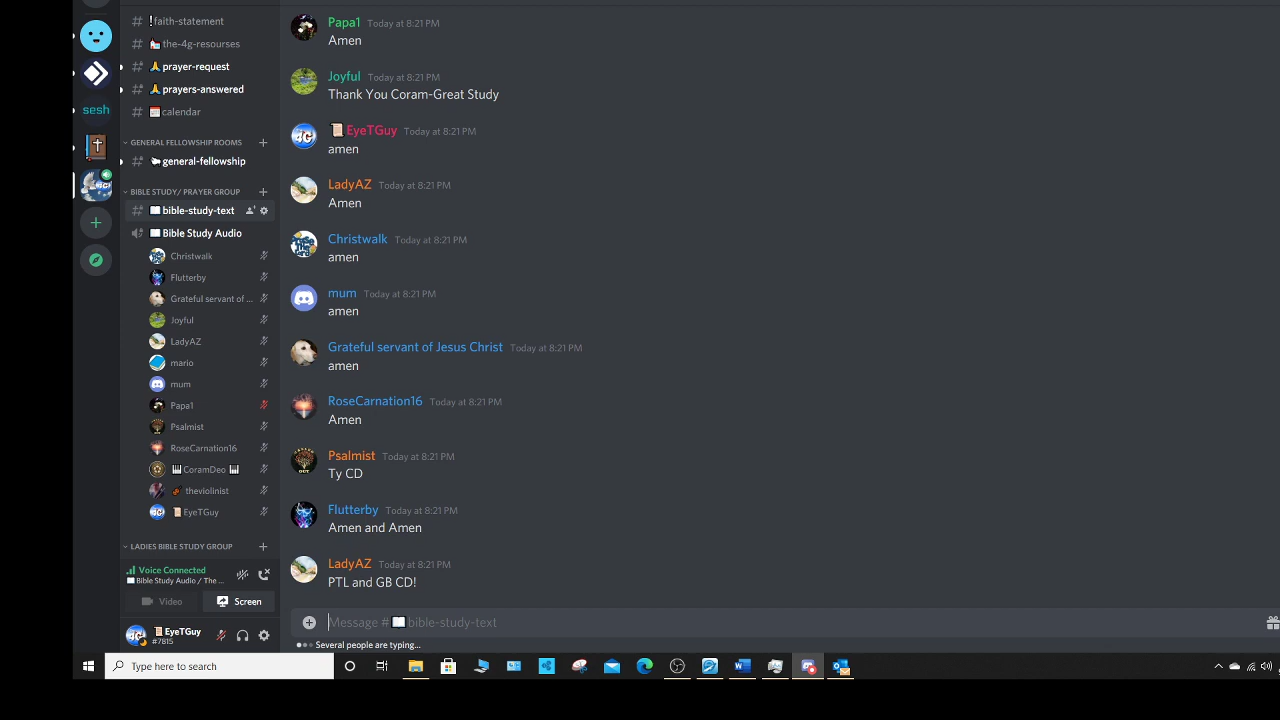 !faith-statement
the-4g-resourses
prayer-request
prayers-answered
calendar
GENERAL FELLOWSHIP ROOMS
general-fellowship
BIBLE STUDY/ PRAYER GROUP
bible-study-text
Bible Study Audio
Christwalk
Flutterby
Grateful servant of ...
Joyful
LadyAZ
mario
mum
Papa1
Psalmist
RoseCarnation16
CoramDeo
theviolinist
EyeTGuy
LADIES BIBLE STUDY GROUP
Voice Connected
Bible Study Audio / The ...
Video Screen
EyeTGuy
#7815
sesh
Papa1 Today at 8:21 PM
Amen
Joyful Today at 8:21 PM
Thank You Coram-Great Study
EyeTGuy Today at 8:21 PM
amen
LadyAZ Today at 8:21 PM
Amen
Christwalk Today at 8:21 PM
amen
mum Today at 8:21 PM
amen
Grateful servant of Jesus Christ Today at 8:21 PM
amen
RoseCarnation16 Today at 8:21 PM
Amen
Psalmist Today at 8:21 PM
Ty CD
Flutterby Today at 8:21 PM
Amen and Amen
LadyAZ Today at 8:21 PM
PTL and GB CD!
Message # bible-study-text
Several people are typing...
Type here to search